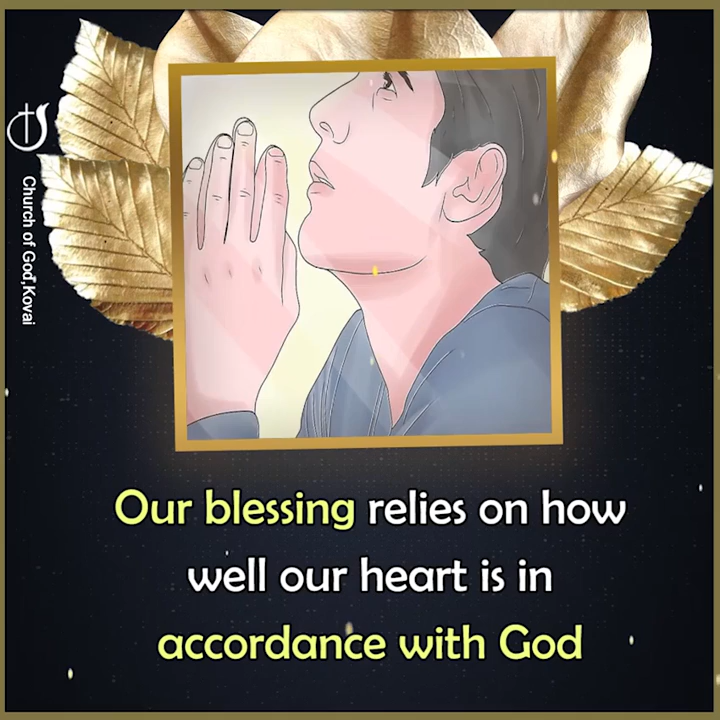 Church of God,Kovai
Our blessing relies on how
well our heart is in
accordance with God